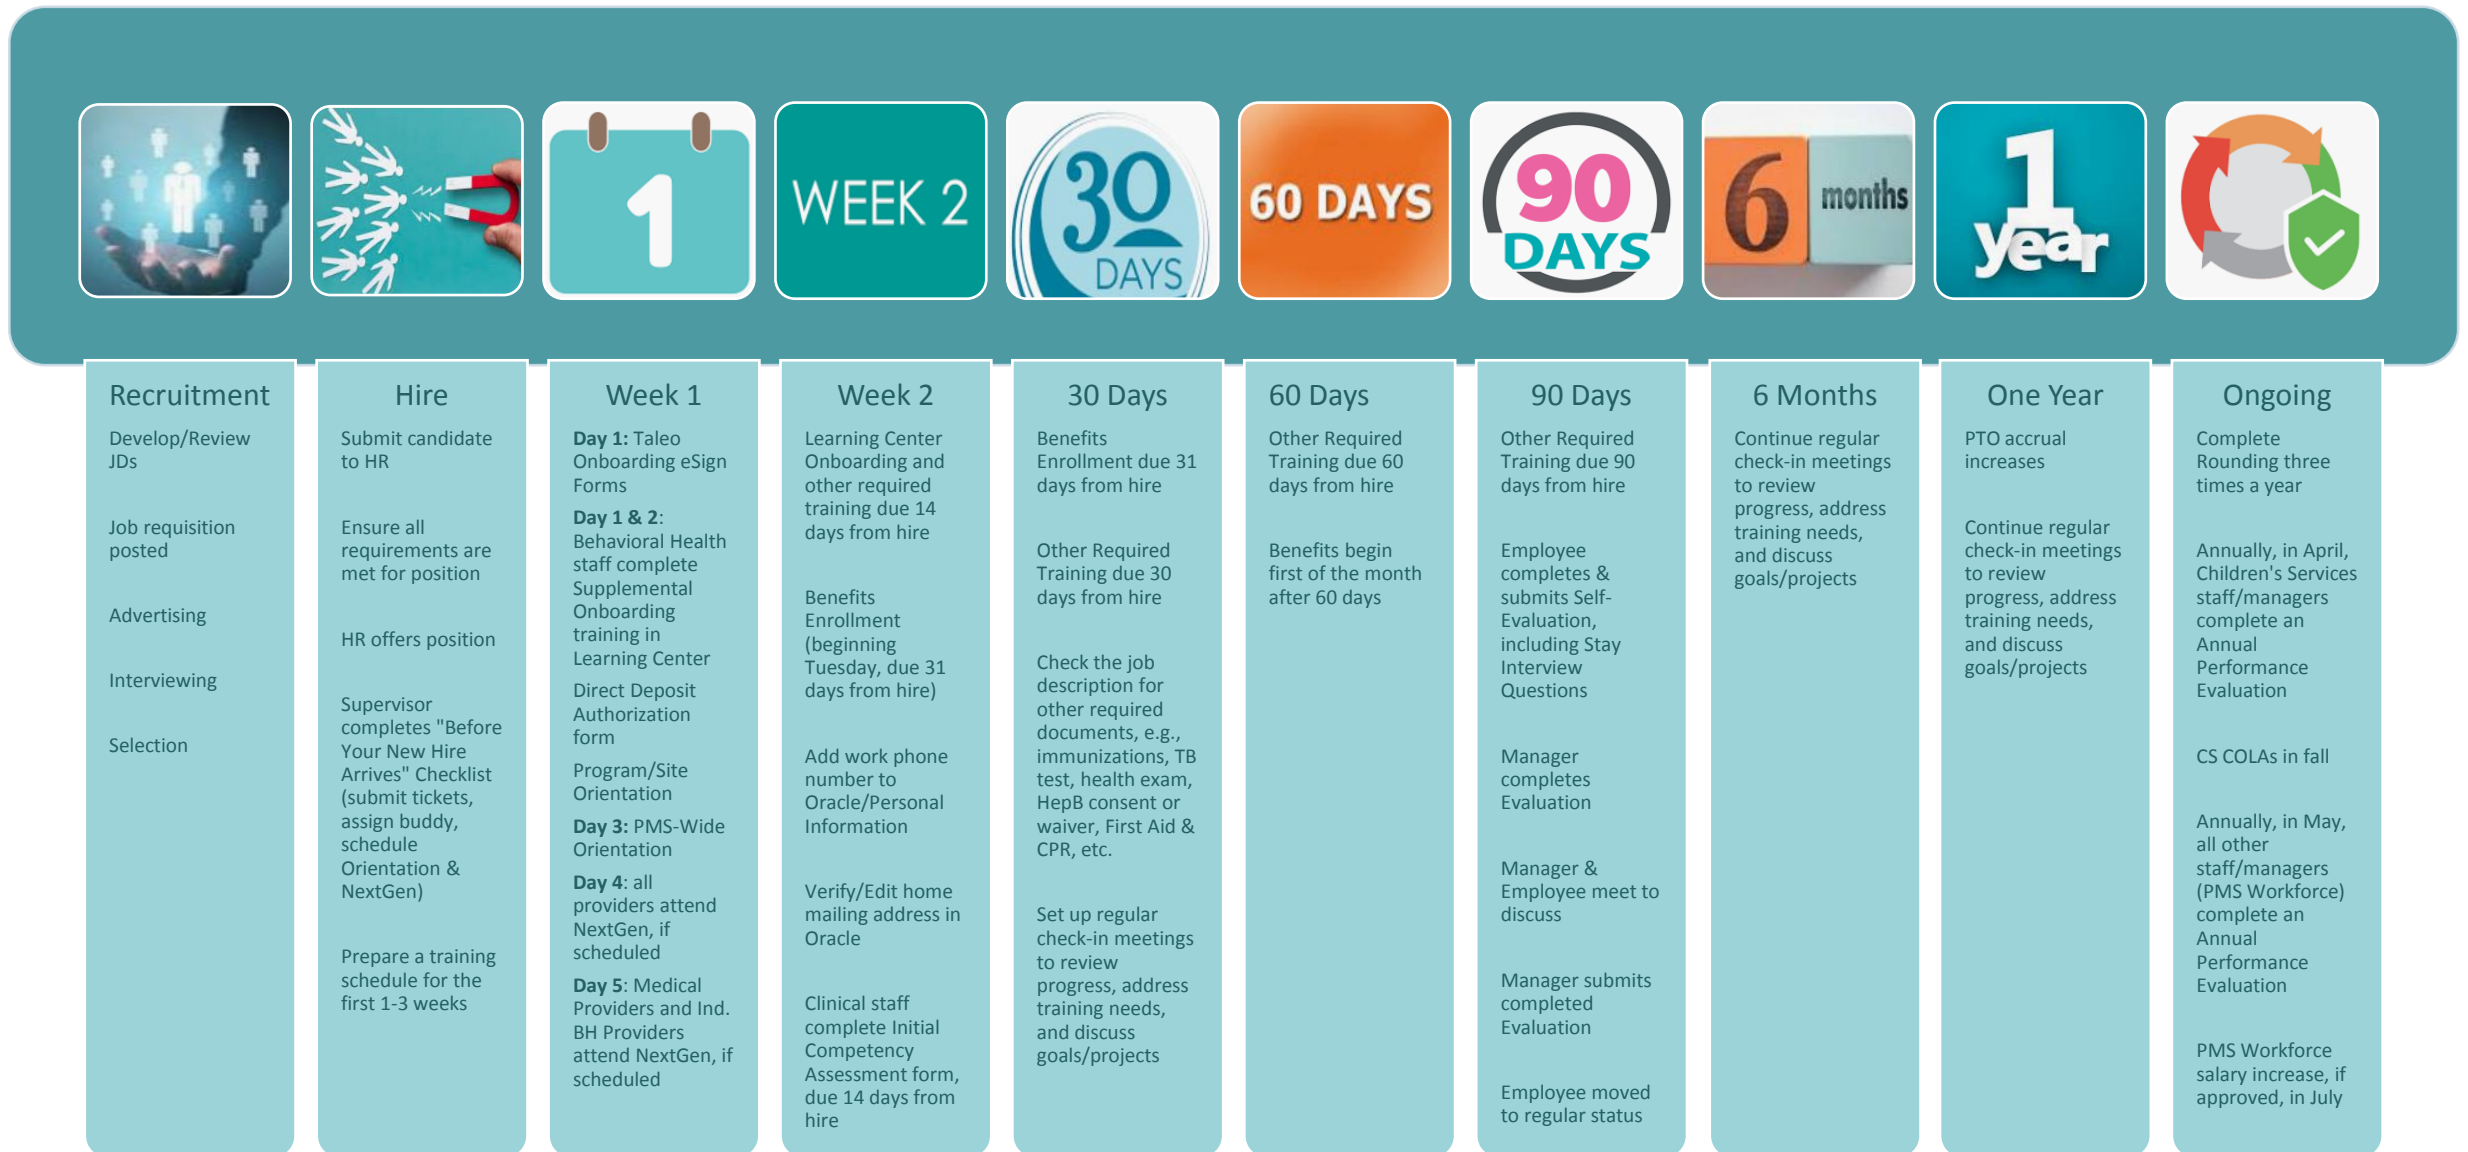 1
WEEK 2
30
DAYS
60 DAYS
90
DAYS
6
months
1
year
Recruitment
Develop/Review
JDs
Job requisition
posted
Advertising
Interviewing
Selection
Hire
Submit candidate
to HR
Ensure all
requirements are
met for position
HR offers position
Supervisor
completes "Before
Your New Hire
Arrives" Checklist
(submit tickets,
assign buddy,
schedule
Orientation &
NextGen)
Prepare a training
schedule for the
first 1-3 weeks
Week 1
Day 1: Taleo
Onboarding eSign
Forms
Day 1 & 2:
Behavioral Health
staff complete
Supplemental
Onboarding
training in
Learning Center
Direct Deposit
Authorization
form
Program/Site
Orientation
Day 3: PMS-Wide
Orientation
Day 4: all
providers attend
NextGen, if
scheduled
Day 5: Medical
Providers and Ind.
BH Providers
attend NextGen, if
scheduled
Week 2
Learning Center
Onboarding and
other required
training due 14
days from hire
Benefits
Enrollment
(beginning
Tuesday, due 31
days from hire)
Add work phone
number to
Oracle/Personal
Information
Verify/Edit home
mailing address in
Oracle
Clinical staff
complete Initial
Competency
Assessment form,
due 14 days from
hire
30 Days
Benefits
Enrollment due 31
days from hire
Other Required
Training due 30
days from hire
Check the job
description for
other required
documents, e.g.,
immunizations, TB
test, health exam,
HepB consent or
waiver, First Aid &
CPR, etc.
Set up regular
check-in meetings
to review
progress, address
training needs,
and discuss
goals/projects
60 Days
Other Required
Training due 60
days from hire
Benefits begin
first of the month
after 60 days
90 Days
Other Required
Training due 90
days from hire
Employee
completes &
submits Self-
Evaluation,
including Stay
Interview
Questions
Manager
completes
Evaluation
Manager &
Employee meet to
discuss
Manager submits
completed
Evaluation
Employee moved
to regular status
6 Months
Continue regular
check-in meetings
to review
progress, address
training needs,
and discuss
goals/projects
One Year
PTO accrual
increases
Continue regular
check-in meetings
to review
progress, address
training needs,
and discuss
goals/projects
Ongoing
Complete
Rounding three
times a year
Annually, in April,
Children's Services
staff/managers
complete an
Annual
Performance
Evaluation
CS COLAs in fall
Annually, in May,
all other
staff/managers
(PMS Workforce)
complete an
Annual
Performance
Evaluation
PMS Workforce
salary increase, if
approved, in July